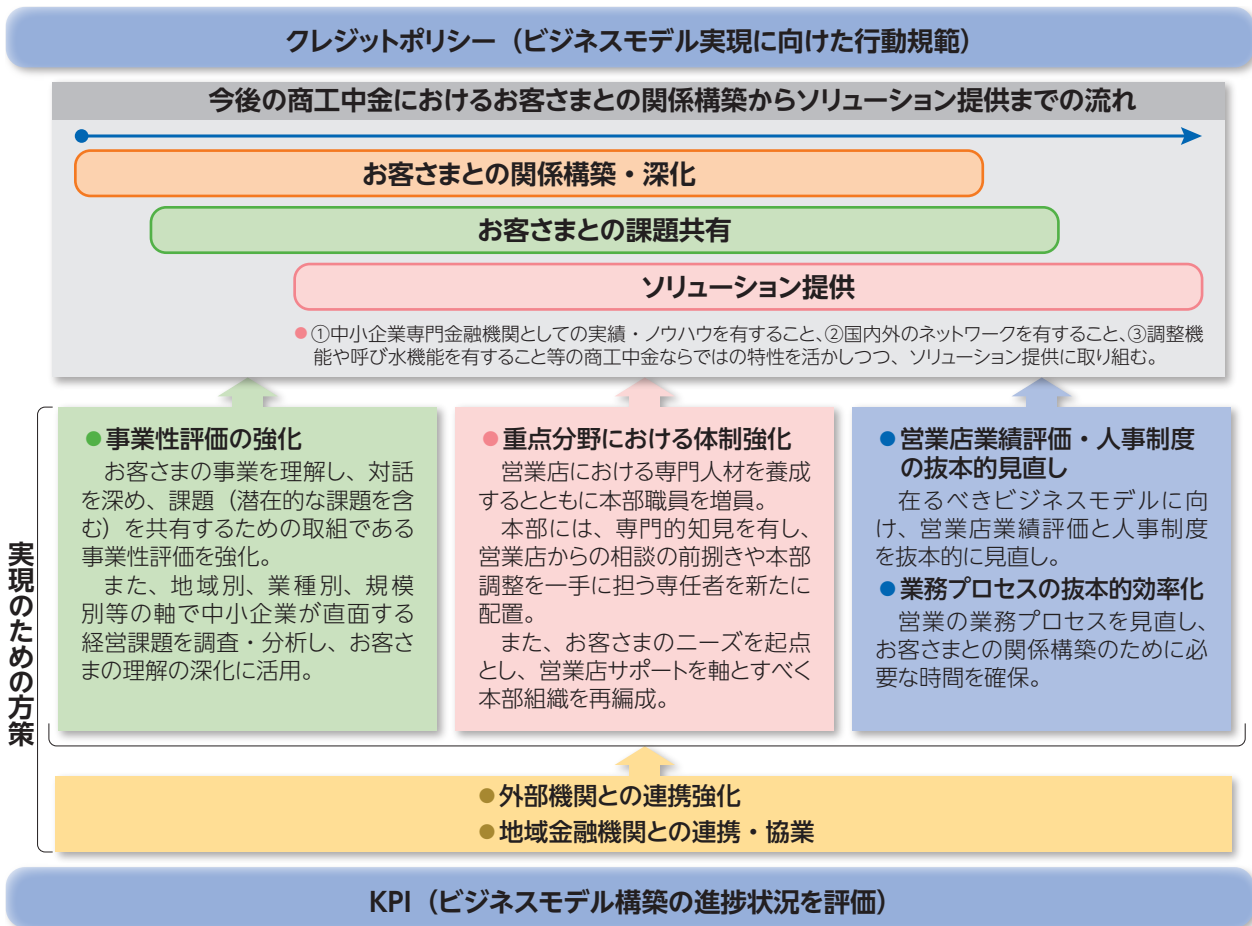 クレジットポリシー（ビジネスモデル実現に向けた行動規範）
今後の商工中金におけるお客さまとの関係構築からソリューション提供までの流れ
お客さまとの関係構築・深化
お客さまとの課題共有
ソリューション提供
●①中小企業専門金融機関としての実績・ノウハウを有すること、②国内外のネットワークを有すること、③調整機
能や呼び水機能を有すること等の商工中金ならではの特性を活かしつつ、ソリューション提供に取り組む。
実現のための方策
●事業性評価の強化
お客さまの事業を理解し、対話
を深め、課題（潜在的な課題を含
む）を共有するための取組である
事業性評価を強化。
また、地域別、業種別、規模
別等の軸で中小企業が直面する
経営課題を調査・分析し、お客さ
まの理解の深化に活用。
●重点分野における体制強化
営業店における専門人材を養成
するとともに本部職員を増員。
本部には、専門的知見を有し、
営業店からの相談の前捌きや本部
調整を一手に担う専任者を新たに
配置。
また、お客さまのニーズを起点
とし、営業店サポートを軸とすべく
本部組織を再編成。
●営業店業績評価・人事制度
の抜本的見直し
在るべきビジネスモデルに向
け、営業店業績評価と人事制度
を抜本的に見直し。
●業務プロセスの抜本的効率化
営業の業務プロセスを見直し、
お客さまとの関係構築のために必
要な時間を確保。
●外部機関との連携強化
●地域金融機関との連携・協業
KPI（ビジネスモデル構築の進捗状況を評価）